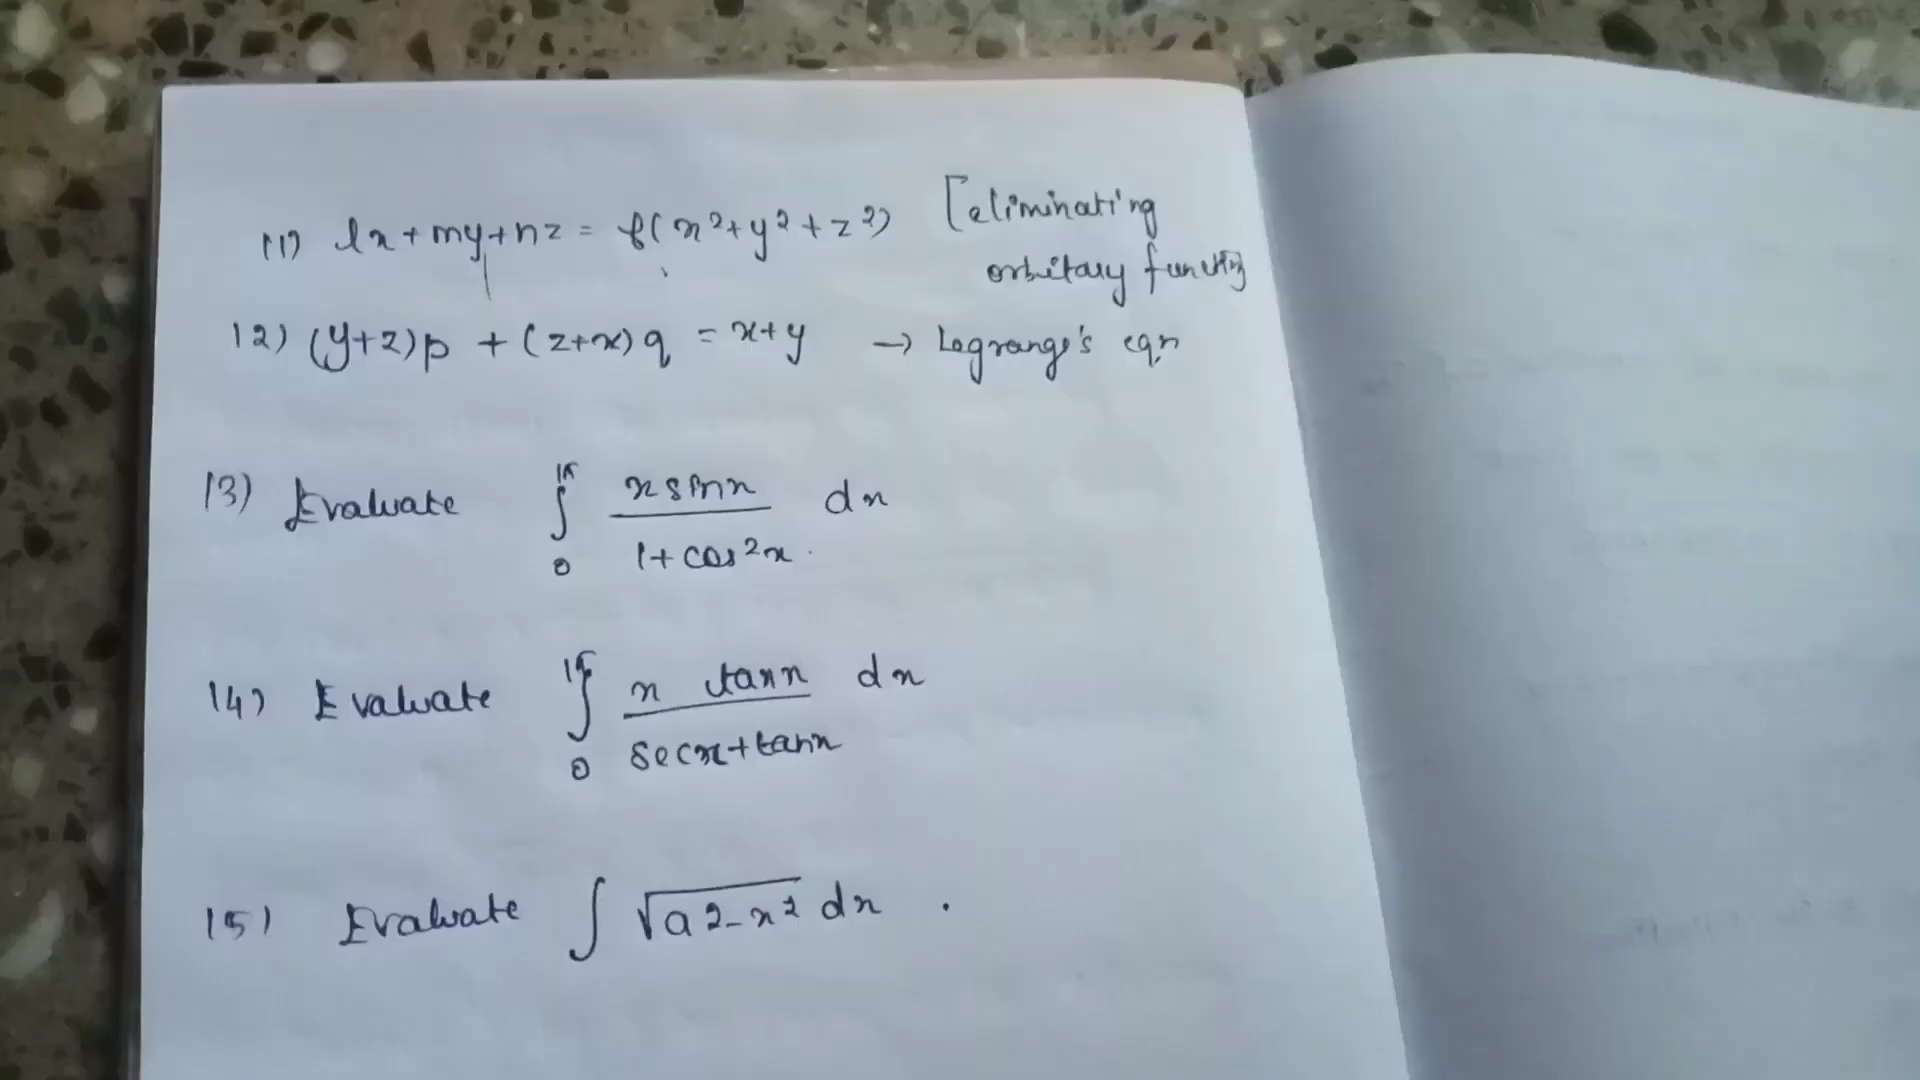 11) lx+my+nz = f(x²+y²+z²) [eliminating
orbitary function]
12) (y+z)p + (z+x)q = x+y → Lagrange's eqn
13) Evaluate ∫₀^π x sinx / 1+cos²x dx
14) Evaluate ∫₀^π x tanx / secx+tanx dx
15) Evaluate ∫ √a²-x² dx .